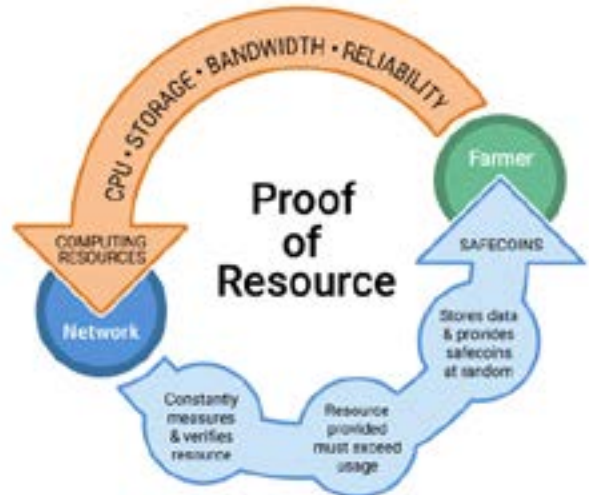 CPU • STORAGE • BANDWIDTH • RELIABILITY
Farmer
Proof
of
Resource
COMPUTING
RESOURCES
Network
SAFECOINS
Stores data
& provides
safecoins
at random
Resource
provided
must exceed
usage
Constantly
measures
& verifies
resource